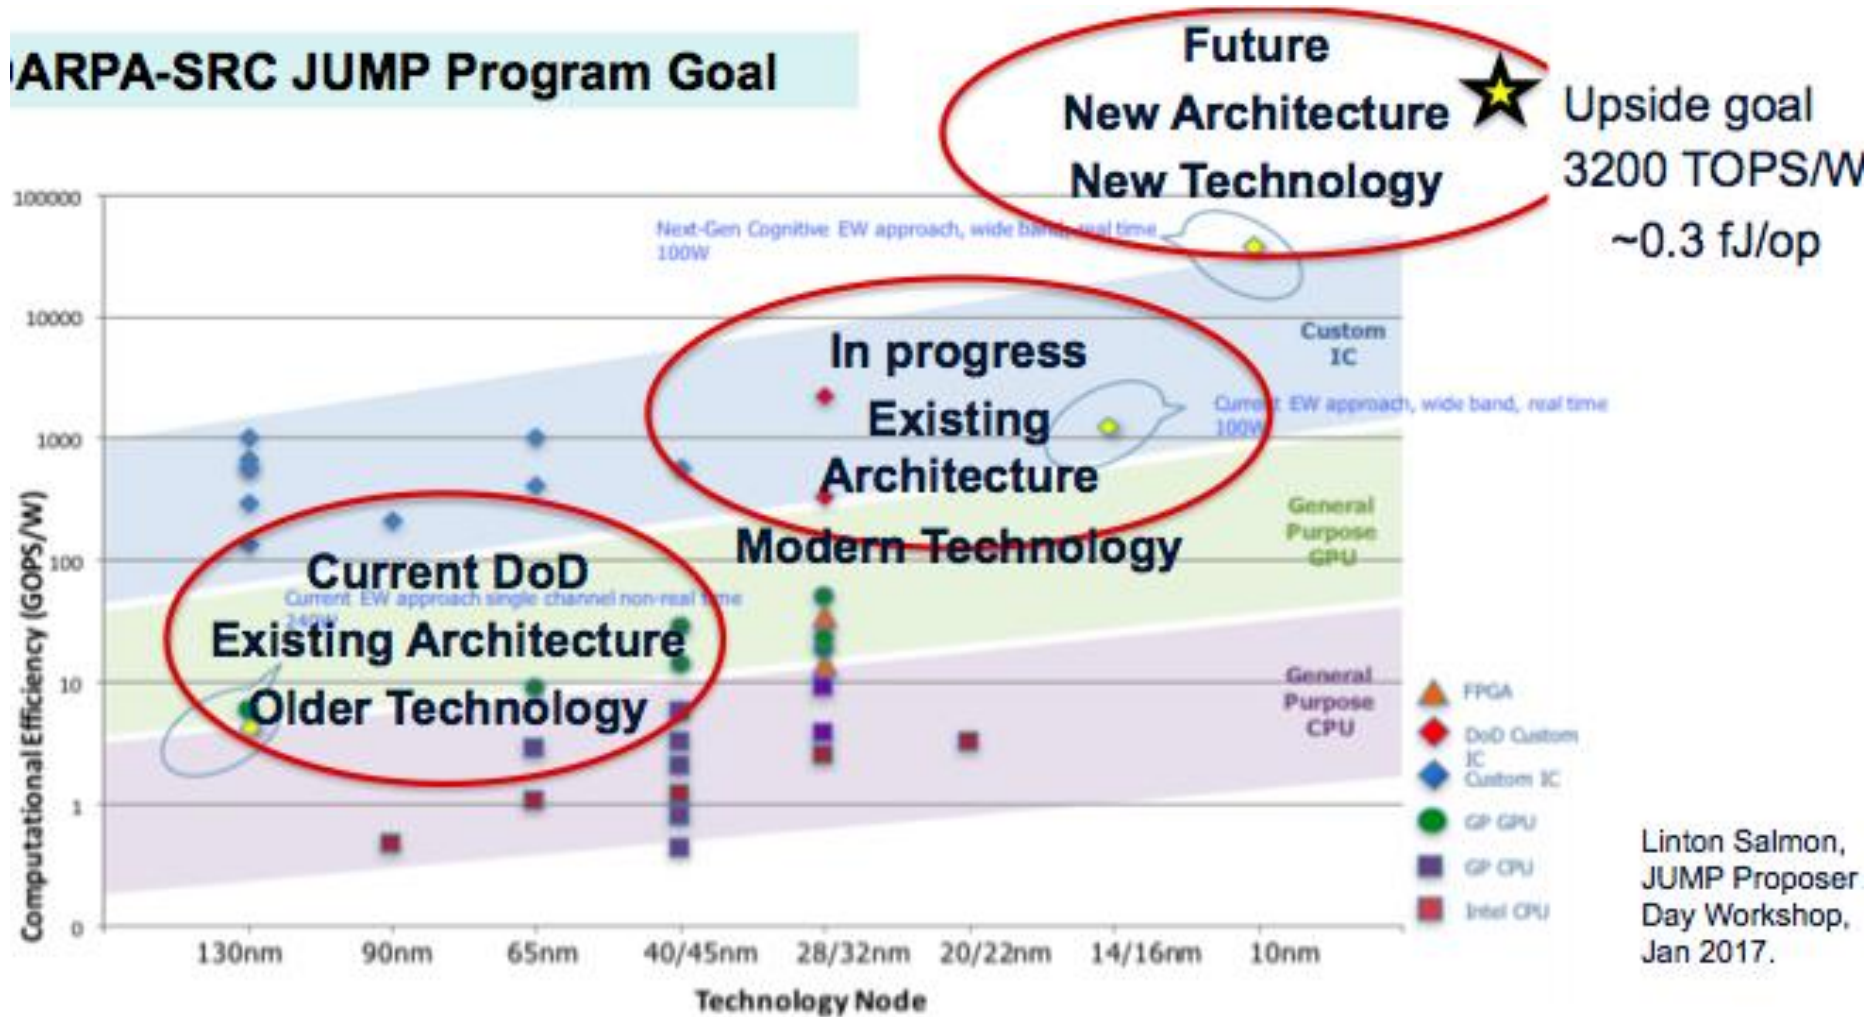 ARPA-SRC JUMP Program Goal
Future
New Architecture
New Technology
Upside goal
3200 TOPS/W
~0.3 fJ/op
100000
10000
1000
100
10
1
0
Computational Efficiency (GOPS/W)
Next-Gen Cognitive EW approach, wide band, real time
100W
In progress
Existing
Architecture
Modern Technology
Custom
IC
Current EW approach, wide band, real time
100W
General
Purpose
GPU
Current DoD
Current EW approach single channel non-real time
240W
Existing Architecture
Older Technology
General
Purpose
CPU
FPGA
DoD Custom
IC
Custom IC
GP GPU
GP CPU
Intel CPU
Linton Salmon,
JUMP Proposer
Day Workshop,
Jan 2017.
130nm
90nm
65nm
40/45nm
28/32nm
20/22nm
14/16nm
10nm
Technology Node